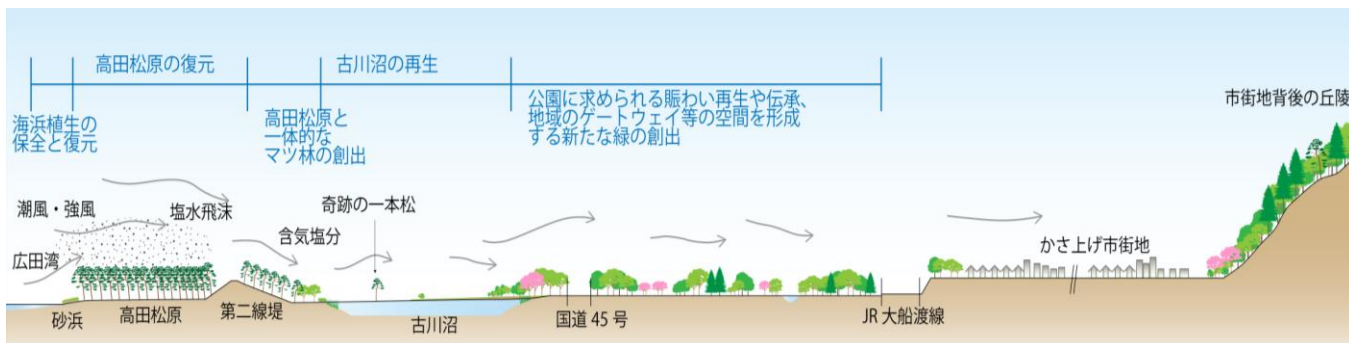 高田松原の復元
古川沼の再生
海浜植生の
保全と復元
高田松原と
一体的な
マツ林の創出
公園に求められる賑わい再生や伝承、
地域のゲートウェイ等の空間を形成
する新たな緑の創出
市街地背後の丘陵
潮風・強風
塩水飛沫
奇跡の一本松
含気塩分
広田湾
かさ上げ市街地
砂浜
高田松原
第二線堤
古川沼
国道 45 号
JR 大船渡線